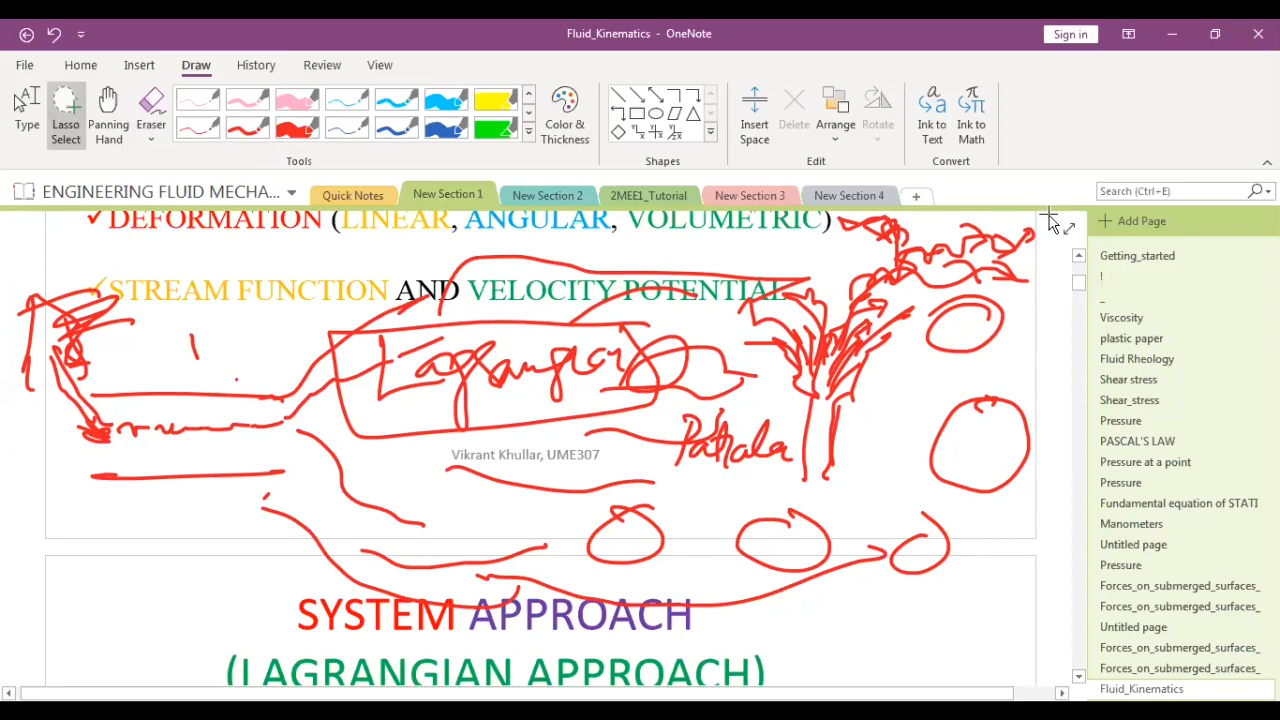 Fluid_Kinematics - OneNote
Sign in
File Home Insert Draw History Review View
Type Lasso Select Panning Hand Eraser Color & Thickness Insert Space Delete Arrange Rotate Ink to Text Ink to Math
Tools Shapes Edit Convert
ENGINEERING FLUID MECHA... Quick Notes New Section 1 New Section 2 2MEE1_Tutorial New Section 3 New Section 4 Search (Ctrl+E)
✓DEFORMATION (LINEAR, ANGULAR, VOLUMETRIC)
✓STREAM FUNCTION AND VELOCITY POTENTIAL
Lagrangian
Patiala
Vikrant Khullar, UME307
SYSTEM APPROACH
(LAGRANGIAN APPROACH)
Add Page
Getting_started
!
_
Viscosity
plastic paper
Fluid Rheology
Shear stress
Shear_stress
Pressure
PASCAL'S LAW
Pressure at a point
Pressure
Fundamental equation of STATI
Manometers
Untitled page
Pressure
Forces_on_submerged_surfaces_
Forces_on_submerged_surfaces_
Untitled page
Forces_on_submerged_surfaces_
Forces_on_submerged_surfaces_
Fluid_Kinematics